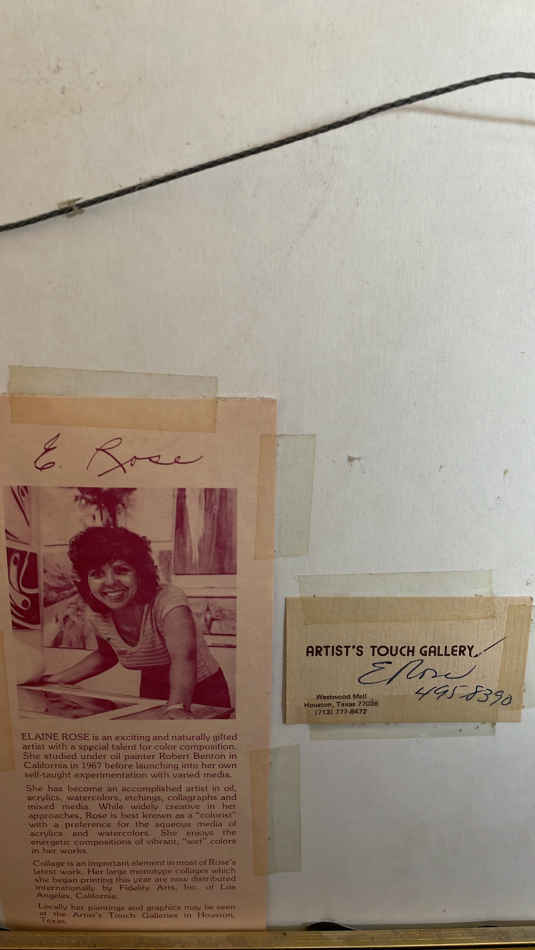 E. Rose
ELAINE ROSE is an exciting and naturally gifted
artist with a special talent for color composition.
She studied under oil painter Robert Benton in
California in 1967 before launching into her own
self-taught experimentation with varied media.
She has become an accomplished artist in oil,
acrylics, watercolors, etchings, collagraphs and
mixed media. While widely creative in her
approaches, Rose is best known as a "colorist"
with a preference for the aqueous media of
acrylics and watercolors. She enjoys the
energetic compositions of vibrant, "wet" colors
in her works.
Collage is an important element in most of Rose's
latest work. Her large monotype collages which
she began printing this year are now distributed
internationally by Fidelity Arts, Inc. of Los
Angeles, California.
Locally her paintings and graphics may be seen
at the Artist's Touch Galleries in Houston,
Texas.
ARTIST'S TOUCH GALLERY
E Rose
495-8390
Westwood Mall
Houston, Texas 77036
(713) 777-8472